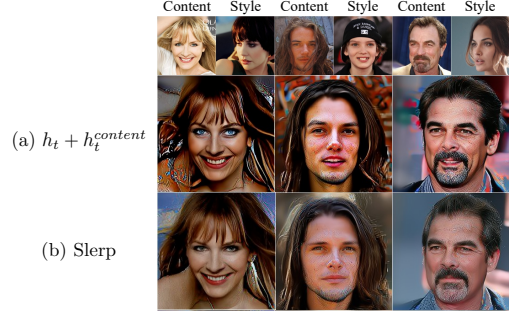 Content Style Content Style Content Style
(a) h_t + h_t^{content}
(b) Slerp